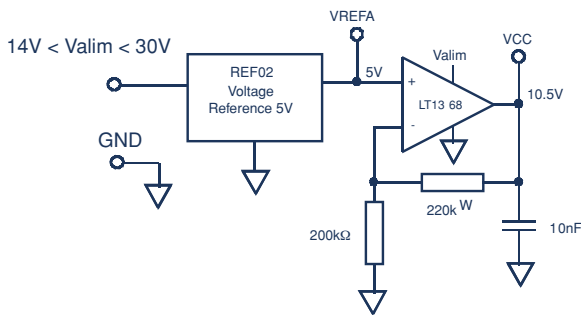 VREFA
VCC
14V < Valim < 30V
REF02
Voltage
Reference 5V
5V
Valim
+
LT13 68
-
10.5V
GND
220k W
200kΩ
10nF